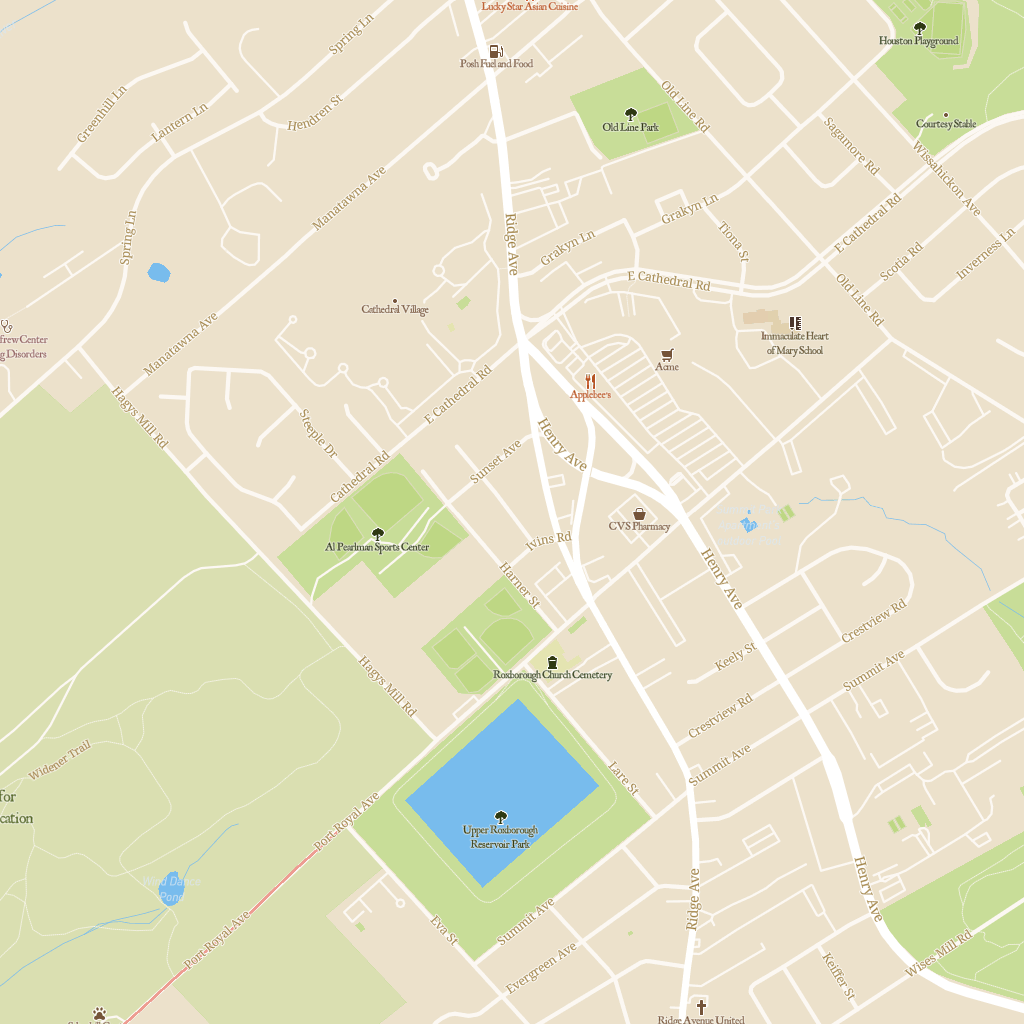 Lucky Star Asian Cuisine
Spring Ln
Houston Playground
Posh Fuel and Food
Greenhill Ln
Lantern Ln
Hendren St
Old Line Rd
Old Line Park
Courtesy Stable
Sagamore Rd
Wissahickon Ave
Manatawna Ave
Spring Ln
Ridge Ave
Grakyn Ln
Grakyn Ln
Tiona St
E Cathedral Rd
Scotia Rd
Inverness Ln
E Cathedral Rd
Old Line Rd
Cathedral Village
Manatawna Ave
frew Center
g Disorders
Immaculate Heart
of Mary School
Acme
Applebee's
E Cathedral Rd
Hagys Mill Rd
Steeple Dr
Henry Ave
Sunset Ave
Cathedral Rd
CVS Pharmacy
Ivins Rd
Al Pearlman Sports Center
Harner St
Henry Ave
Crestview Rd
Keely St
Summit Ave
Roxborough Church Cemetery
Hagys Mill Rd
Crestview Rd
Summit Ave
Widener Trail
Lare St
for
cation
Port Royal Ave
Upper Roxborough
Reservoir Park
Wind Dance
Pond
Henry Ave
Ridge Ave
Summit Ave
Eva St
Port Royal Ave
Evergreen Ave
Wises Mill Rd
Keiffer St
Ridge Avenue United